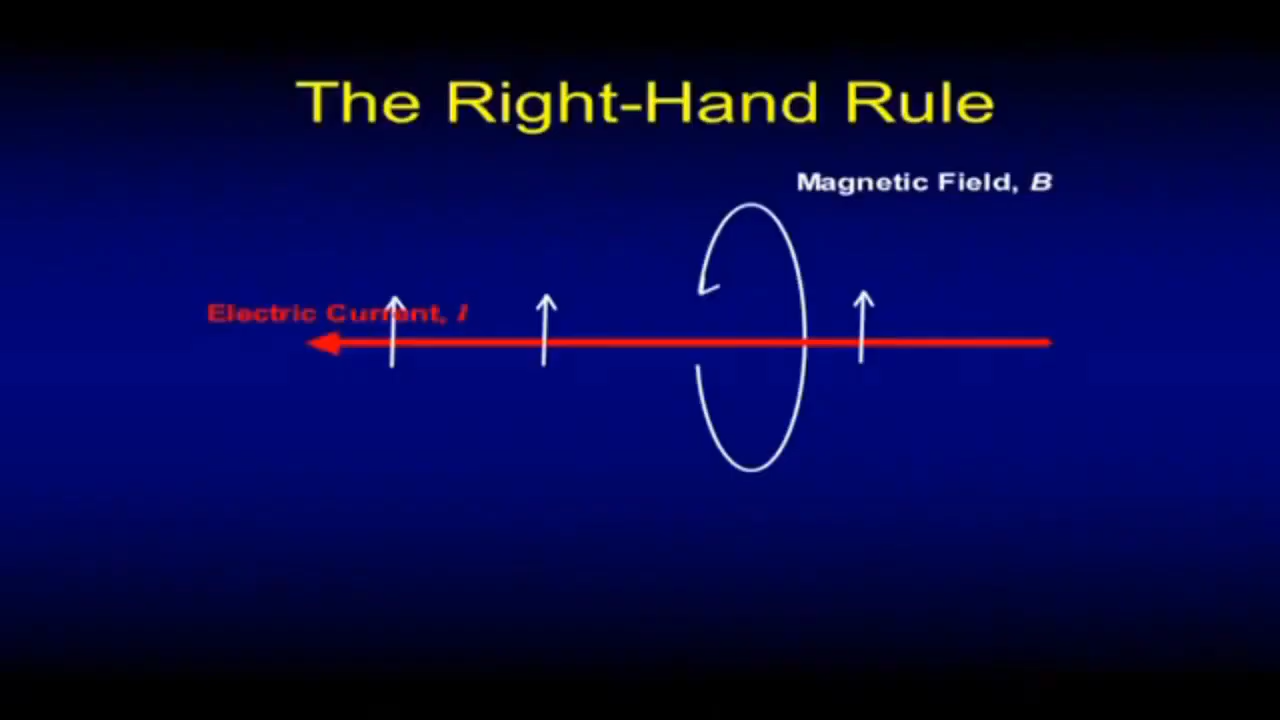 The Right-Hand Rule
Magnetic Field, B
Electric Current, I